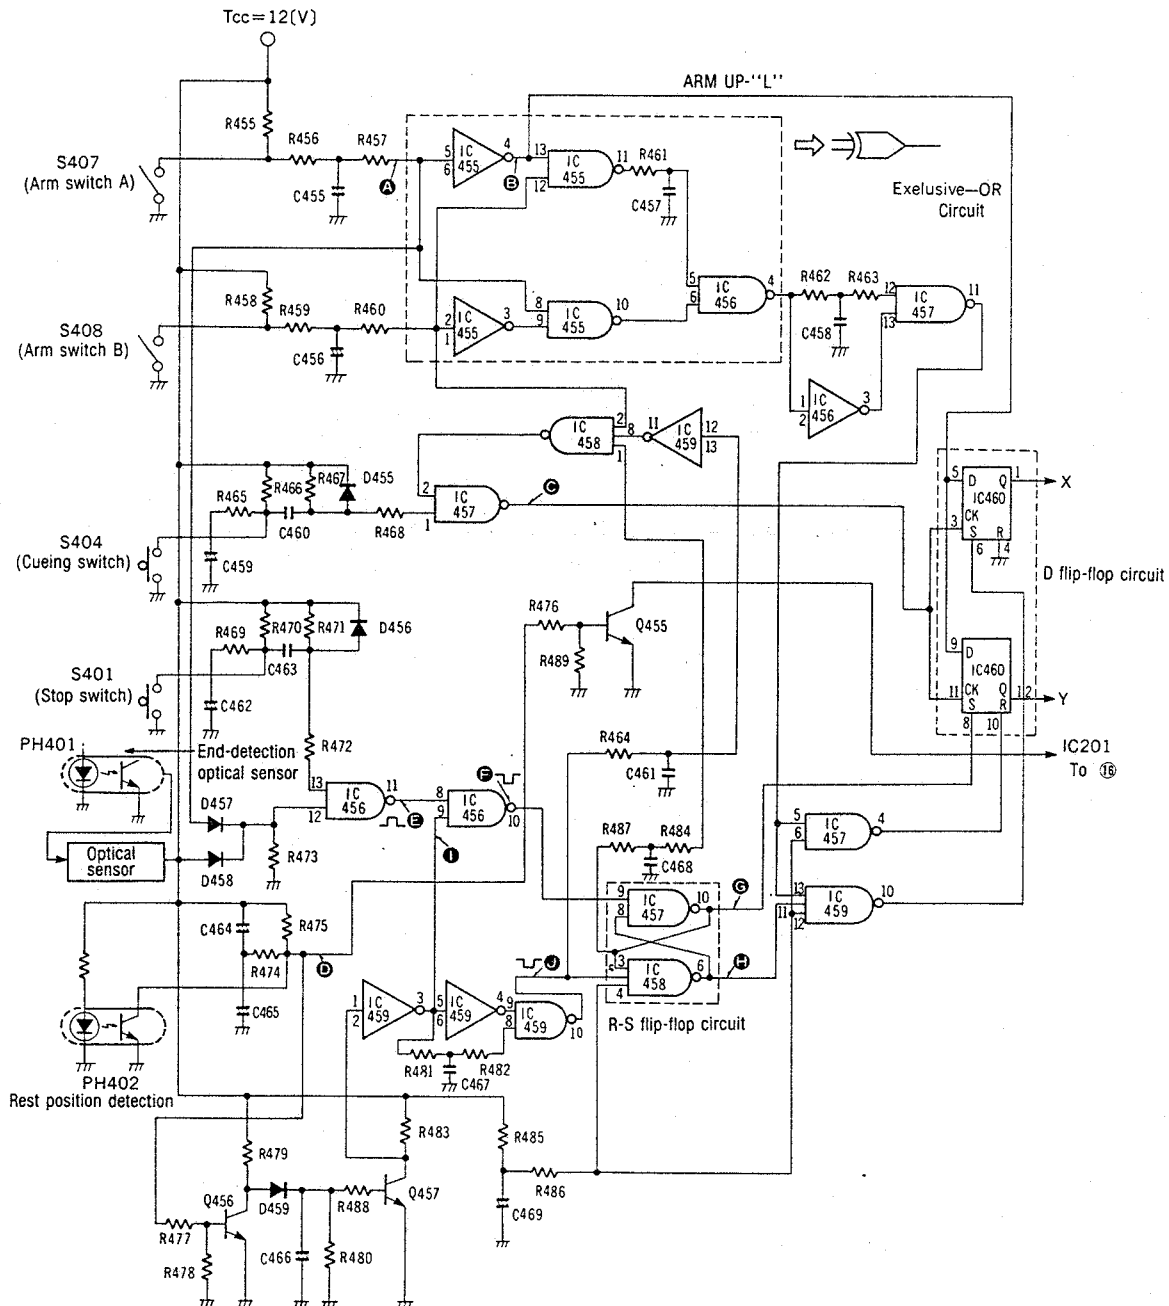 Tcc=12(V)
ARM UP-"L"
R455
R456
R457
S407
(Arm switch A)
C455
A
5
6
IC
455
4
B
13
12
IC
455
11
R461
C457
Exelusive—OR
Circuit
R458
R459
R460
S408
(Arm switch B)
C456
2
1
IC
455
3
8
9
IC
455
10
5
6
IC
456
4
R462
R463
C458
12
13
IC
457
11
1
2
IC
456
3
IC
458
2
8
1
11
IC
459
12
13
R465
R466
R467
D455
C460
R468
2
1
IC
457
C
S404
(Cueing switch)
C459
5
D
Q
1
IC460
CK
3
S
R
6
4
X
D flip-flop circuit
9
D
IC460
11
CK
Q
12
S
R
8
10
Y
R469
R470
R471
D456
C463
S401
(Stop switch)
C462
R476
R489
Q455
R472
PH401
End-detection
optical sensor
IC201
To ⑯
R464
C461
D457
D458
R473
Optical
sensor
13
12
IC
456
11
E
8
9
IC
456
F
10
I
R487
R484
C468
5
6
IC
457
4
9
8
IC
457
10
G
13
11
12
IC
459
10
C464
R475
R474
D
C465
J
3
5
4
IC
458
6
H
R-S flip-flop circuit
1
2
IC
459
3
5
6
IC
459
4
9
8
IC
459
10
R481
R482
C467
PH402
Rest position detection
R479
R483
R485
R486
C469
Q456
D459
R488
Q457
R477
R478
C466
R480